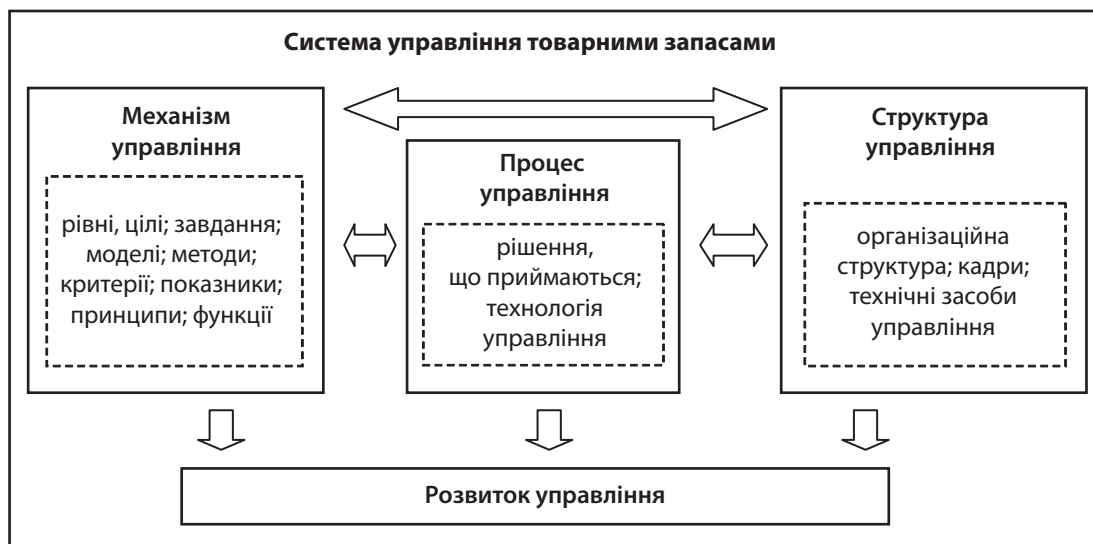 Система управління товарними запасами
Механізм
управління
рівні, цілі; завдання;
моделі; методи;
критерії; показники;
принципи; функції
Процес
управління
рішення,
що приймаються;
технологія
управління
Структура
управління
організаційна
структура; кадри;
технічні засоби
управління
Розвиток управління